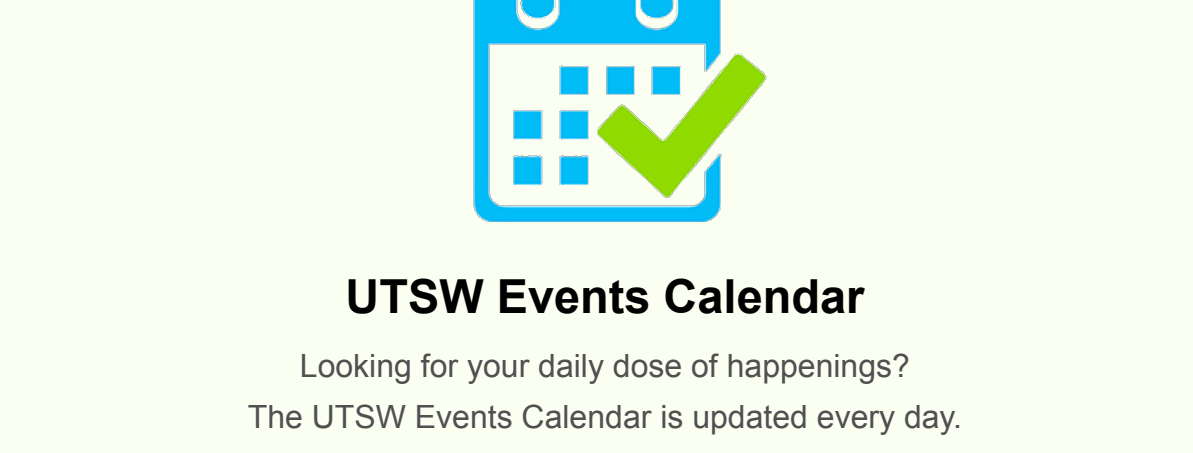 UTSW Events Calendar
Looking for your daily dose of happenings?
The UTSW Events Calendar is updated every day.